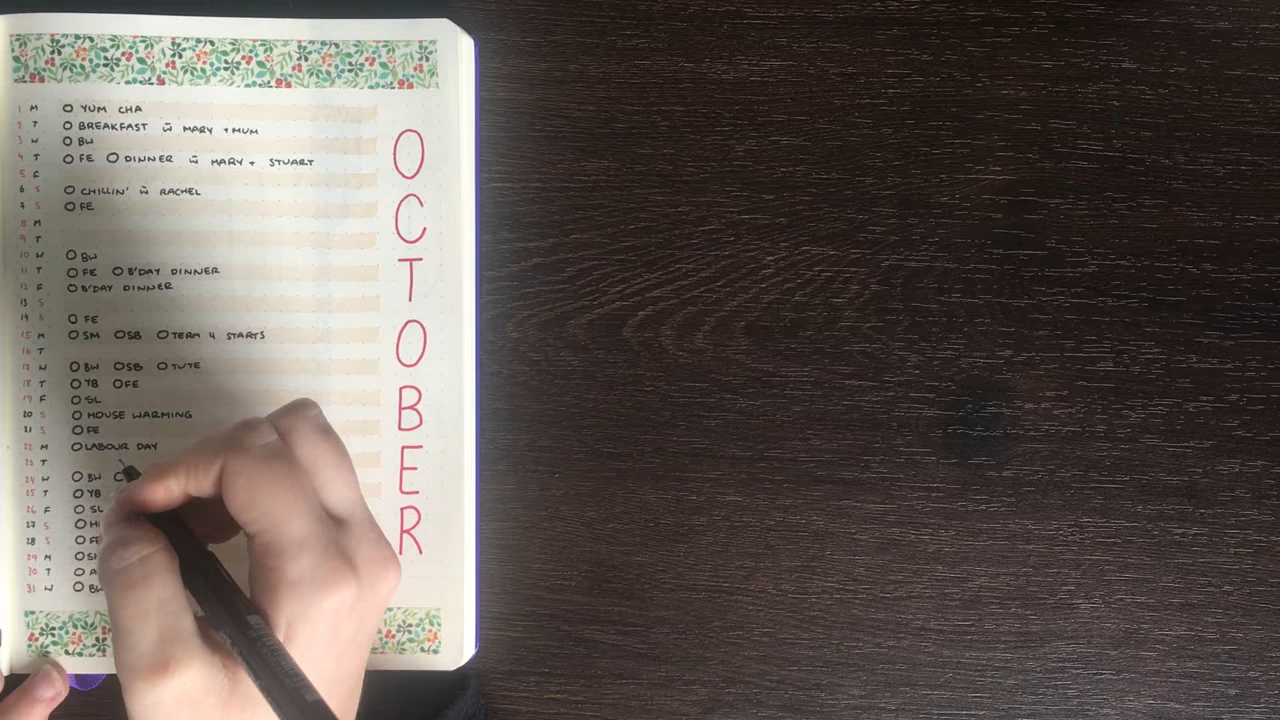 1 M O YUM CHA
2 T O BREAKFAST W̄ MARY + MUM
3 W O BW
4 T O FE O DINNER W̄ MARY + STUART
5 F
6 S O CHILLIN' W̄ RACHEL
7 S O FE
8 M
9 T
10 W O BW
11 T O FE O B'DAY DINNER
12 F O B'DAY DINNER
13 S
14 S O FE
15 M O SM O SB O TERM 4 STARTS
16 T
17 W O BW O SB O TUTE
18 T O YB O FE
19 F O SL
20 S O HOUSE WARMING
21 S O FE
22 M O LABOUR DAY
23 T
24 W O BW
25 T O YB
26 F O SL
27 S O
28 S O FE
29 M O
30 T O
31 W O
OCTOBER